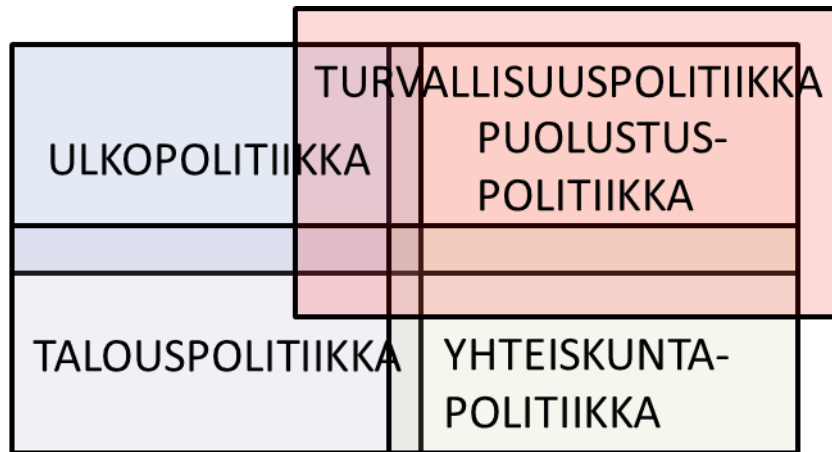 TURVALLISUUSPOLITIIKKA
ULKOPOLITIIKKA
PUOLUSTUS-
POLITIIKKA
TALOUSPOLITIIKKA
YHTEISKUNTA-
POLITIIKKA